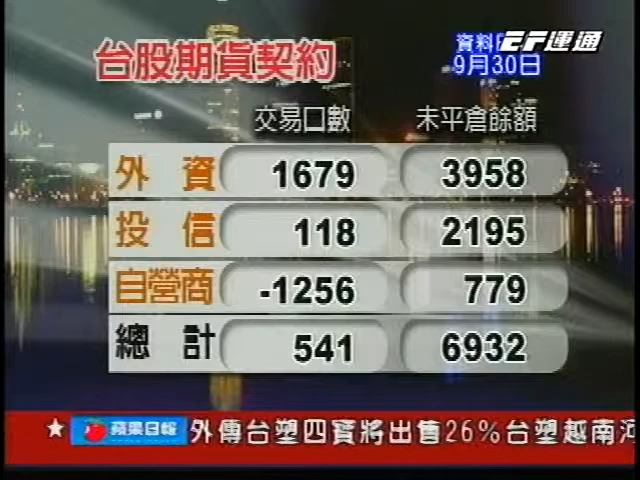 台股期貨契約
資料日
EF運通
9月30日
交易口數 未平倉餘額
外資 1679 3958
投信 118 2195
自營商 -1256 779
總計 541 6932
蘋果日報 外傳台塑四寶將出售26%台塑越南河